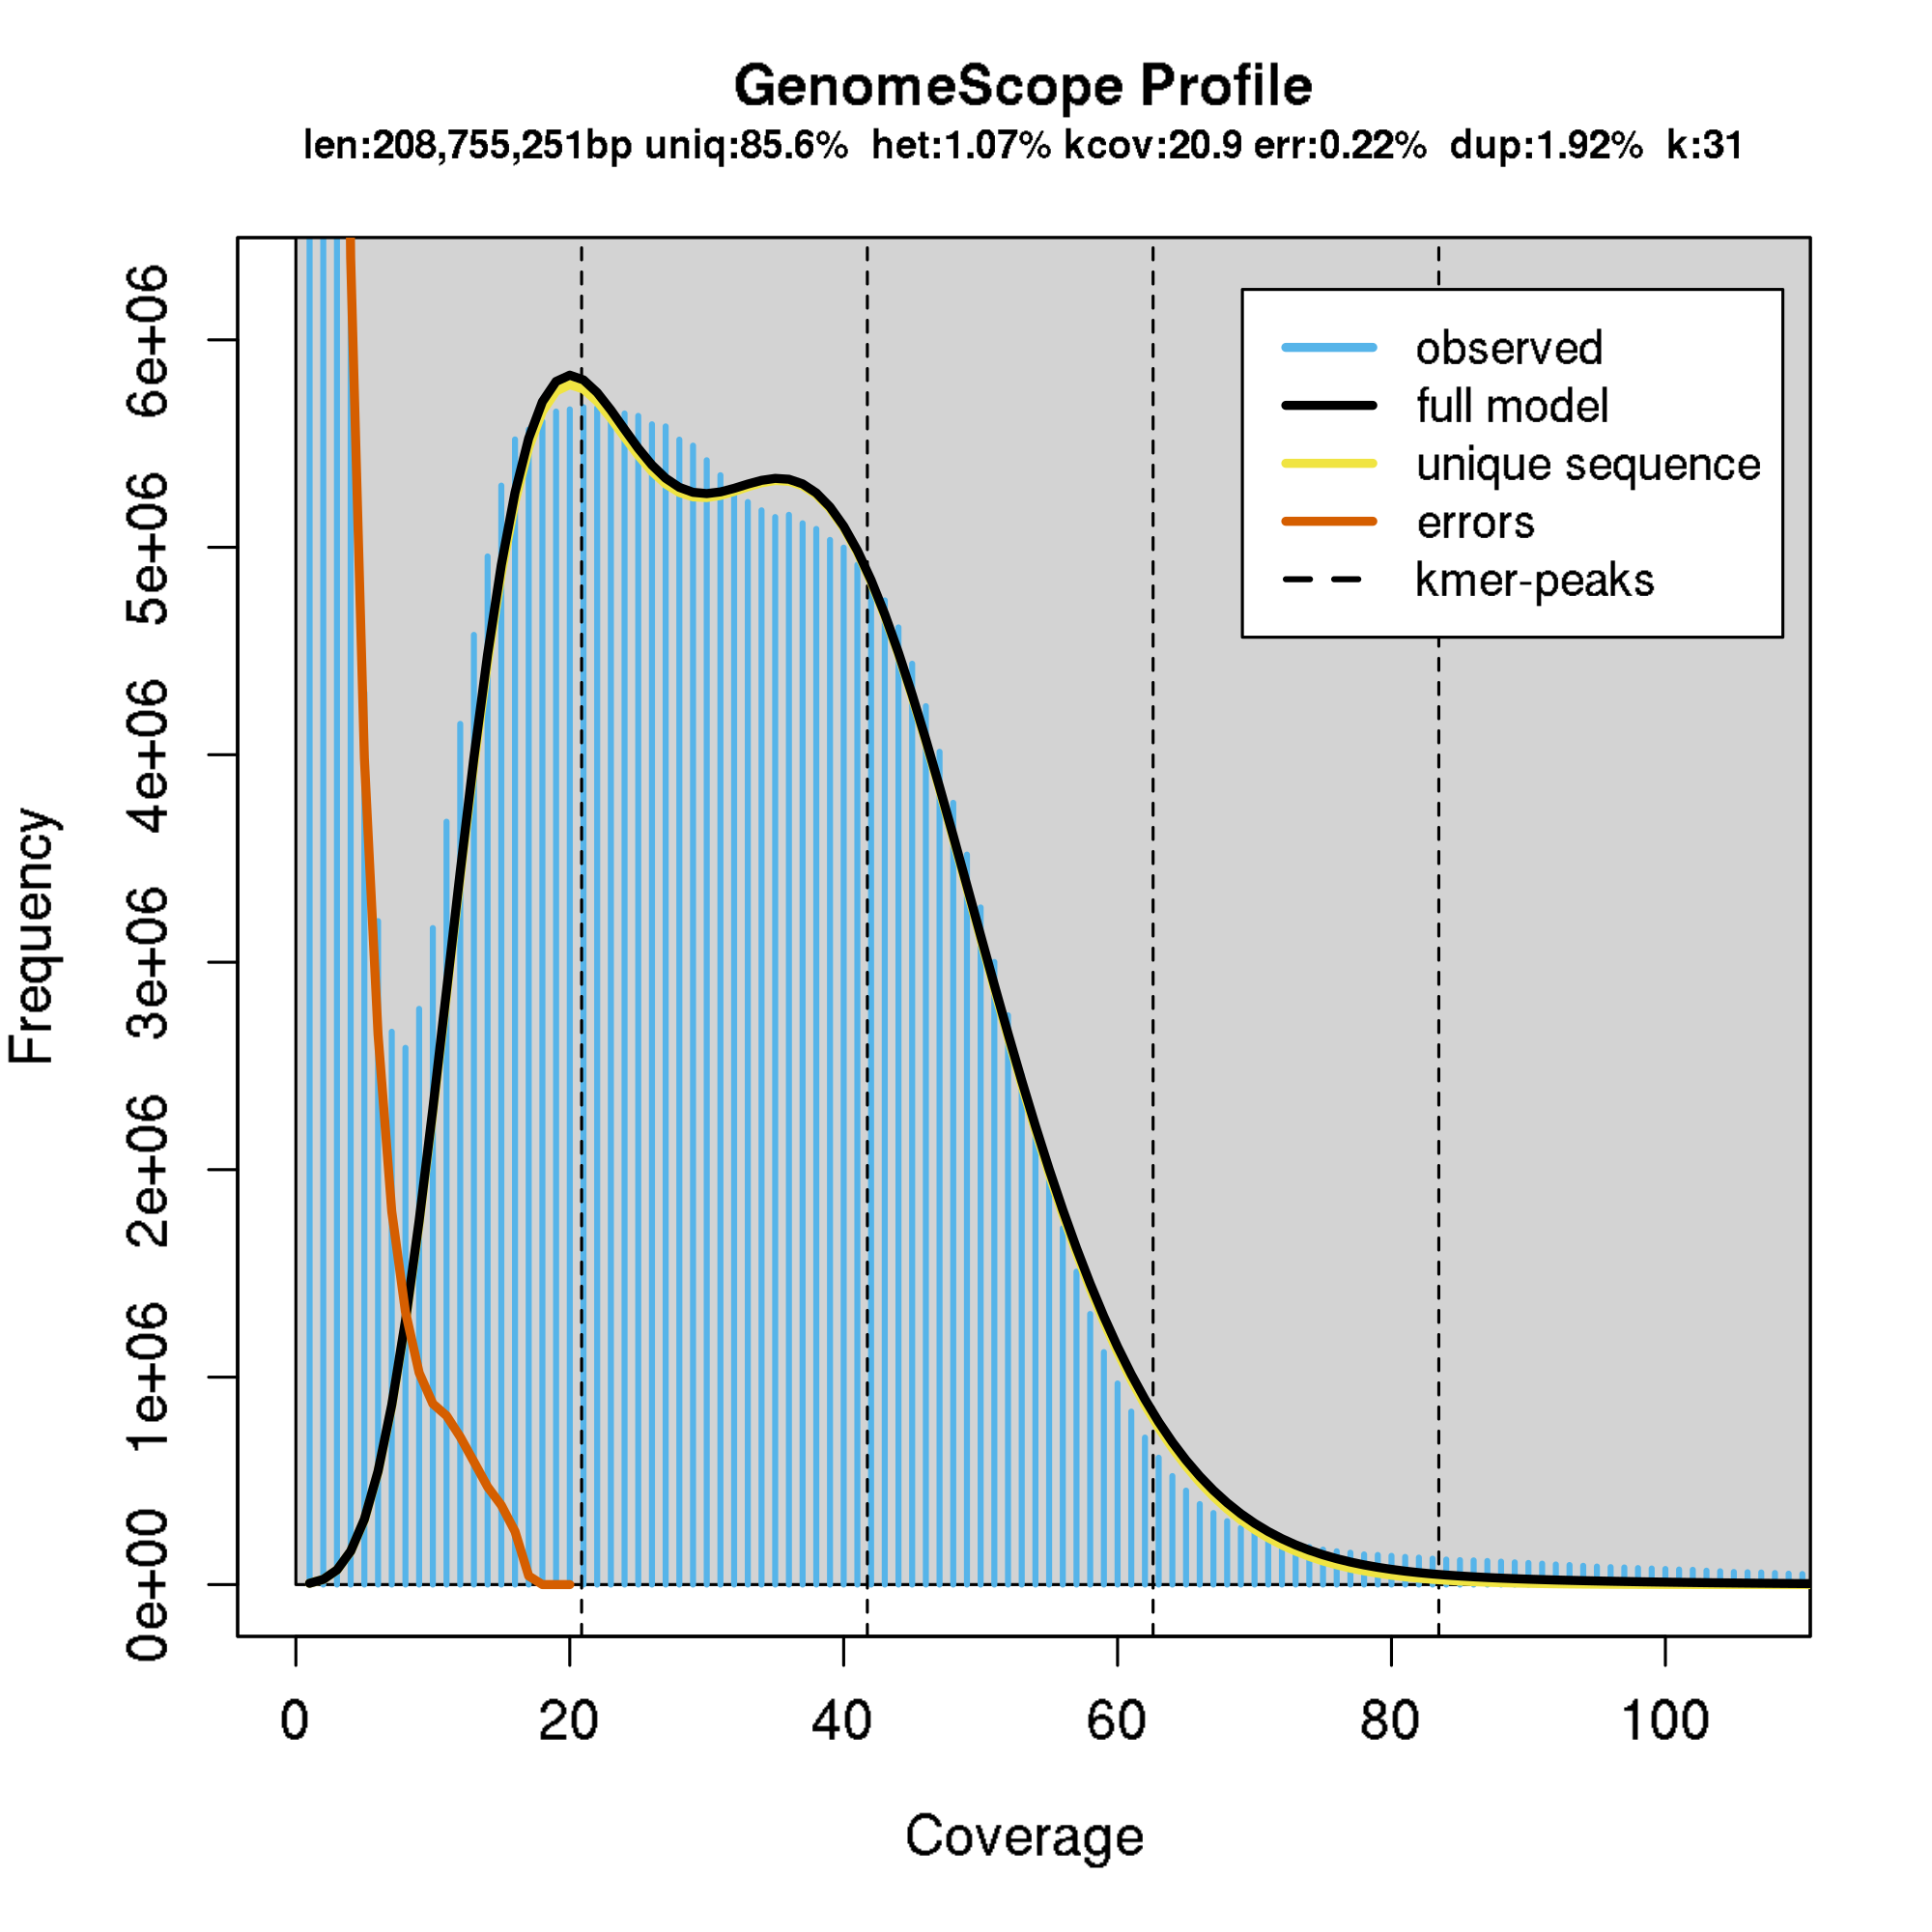 GenomeScope Profile
len:208,755,251bp uniq:85.6% het:1.07% kcov:20.9 err:0.22% dup:1.92% k:31
observed
full model
unique sequence
errors
kmer-peaks
Frequency
6e+06
5e+06
4e+06
3e+06
2e+06
1e+06
0e+00
0 20 40 60 80 100
Coverage